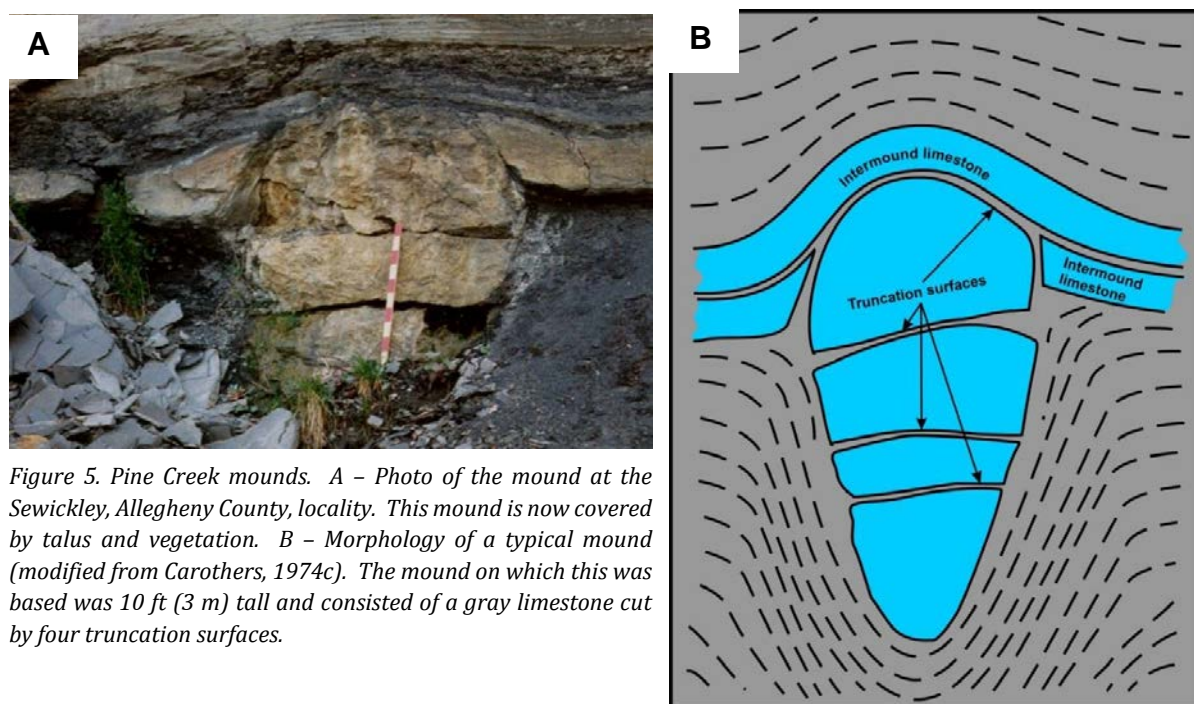 A
B
Figure 5. Pine Creek mounds. A – Photo of the mound at the
Sewickley, Allegheny County, locality. This mound is now covered
by talus and vegetation. B – Morphology of a typical mound
(modified from Carothers, 1974c). The mound on which this was
based was 10 ft (3 m) tall and consisted of a gray limestone cut
by four truncation surfaces.
Intermound limestone
Intermound
limestone
Truncation surfaces